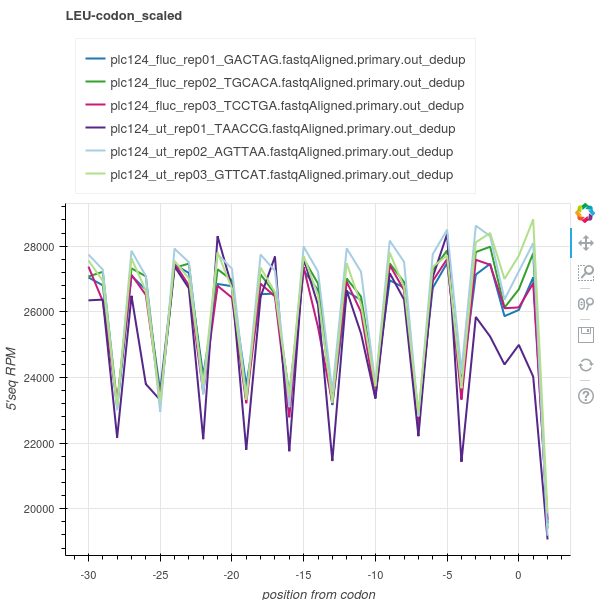 LEU-codon_scaled
plc124_fluc_rep01_GACTAG.fastqAligned.primary.out_dedup
plc124_fluc_rep02_TGCACA.fastqAligned.primary.out_dedup
plc124_fluc_rep03_TCCTGA.fastqAligned.primary.out_dedup
plc124_ut_rep01_TAACCG.fastqAligned.primary.out_dedup
plc124_ut_rep02_AGTTAA.fastqAligned.primary.out_dedup
plc124_ut_rep03_GTTCAT.fastqAligned.primary.out_dedup
28000
26000
24000
22000
20000
5'seq RPM
-30 -25 -20 -15 -10 -5 0
position from codon